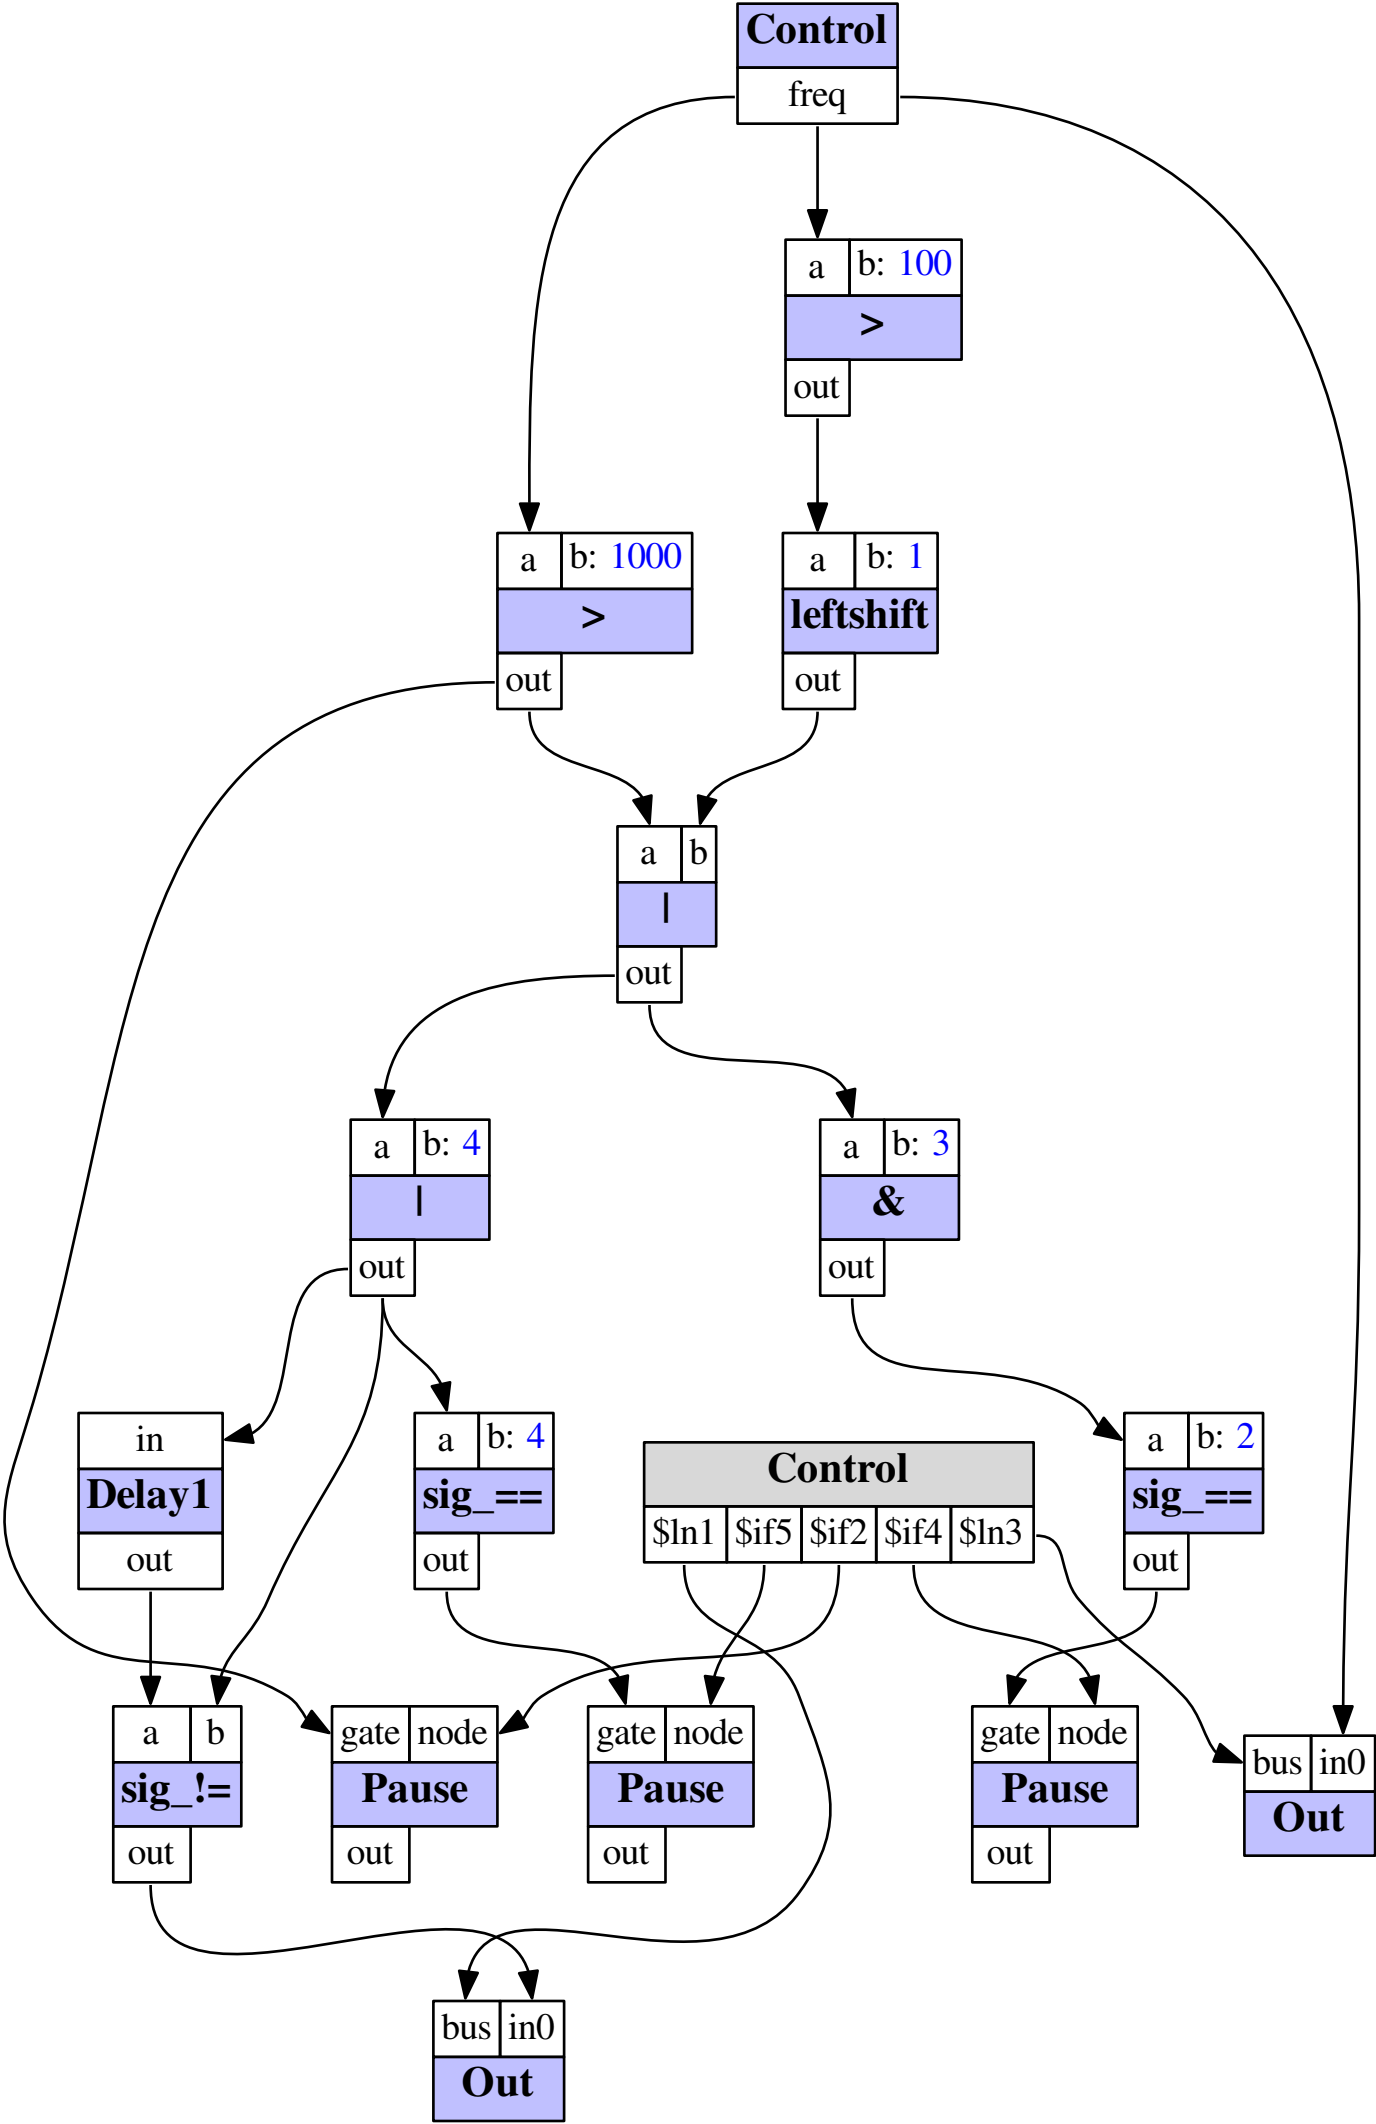 Control
freq
a b: 100
>
out
a b: 1000
>
out
a b: 1
leftshift
out
a b
|
out
a b: 4
|
out
a b: 3
&
out
in
Delay1
out
a b: 4
sig_==
out
Control
$ln1 $if5 $if2 $if4 $ln3
a b: 2
sig_==
out
a b
sig_!=
out
gate node
Pause
out
gate node
Pause
out
gate node
Pause
out
bus in0
Out
bus in0
Out